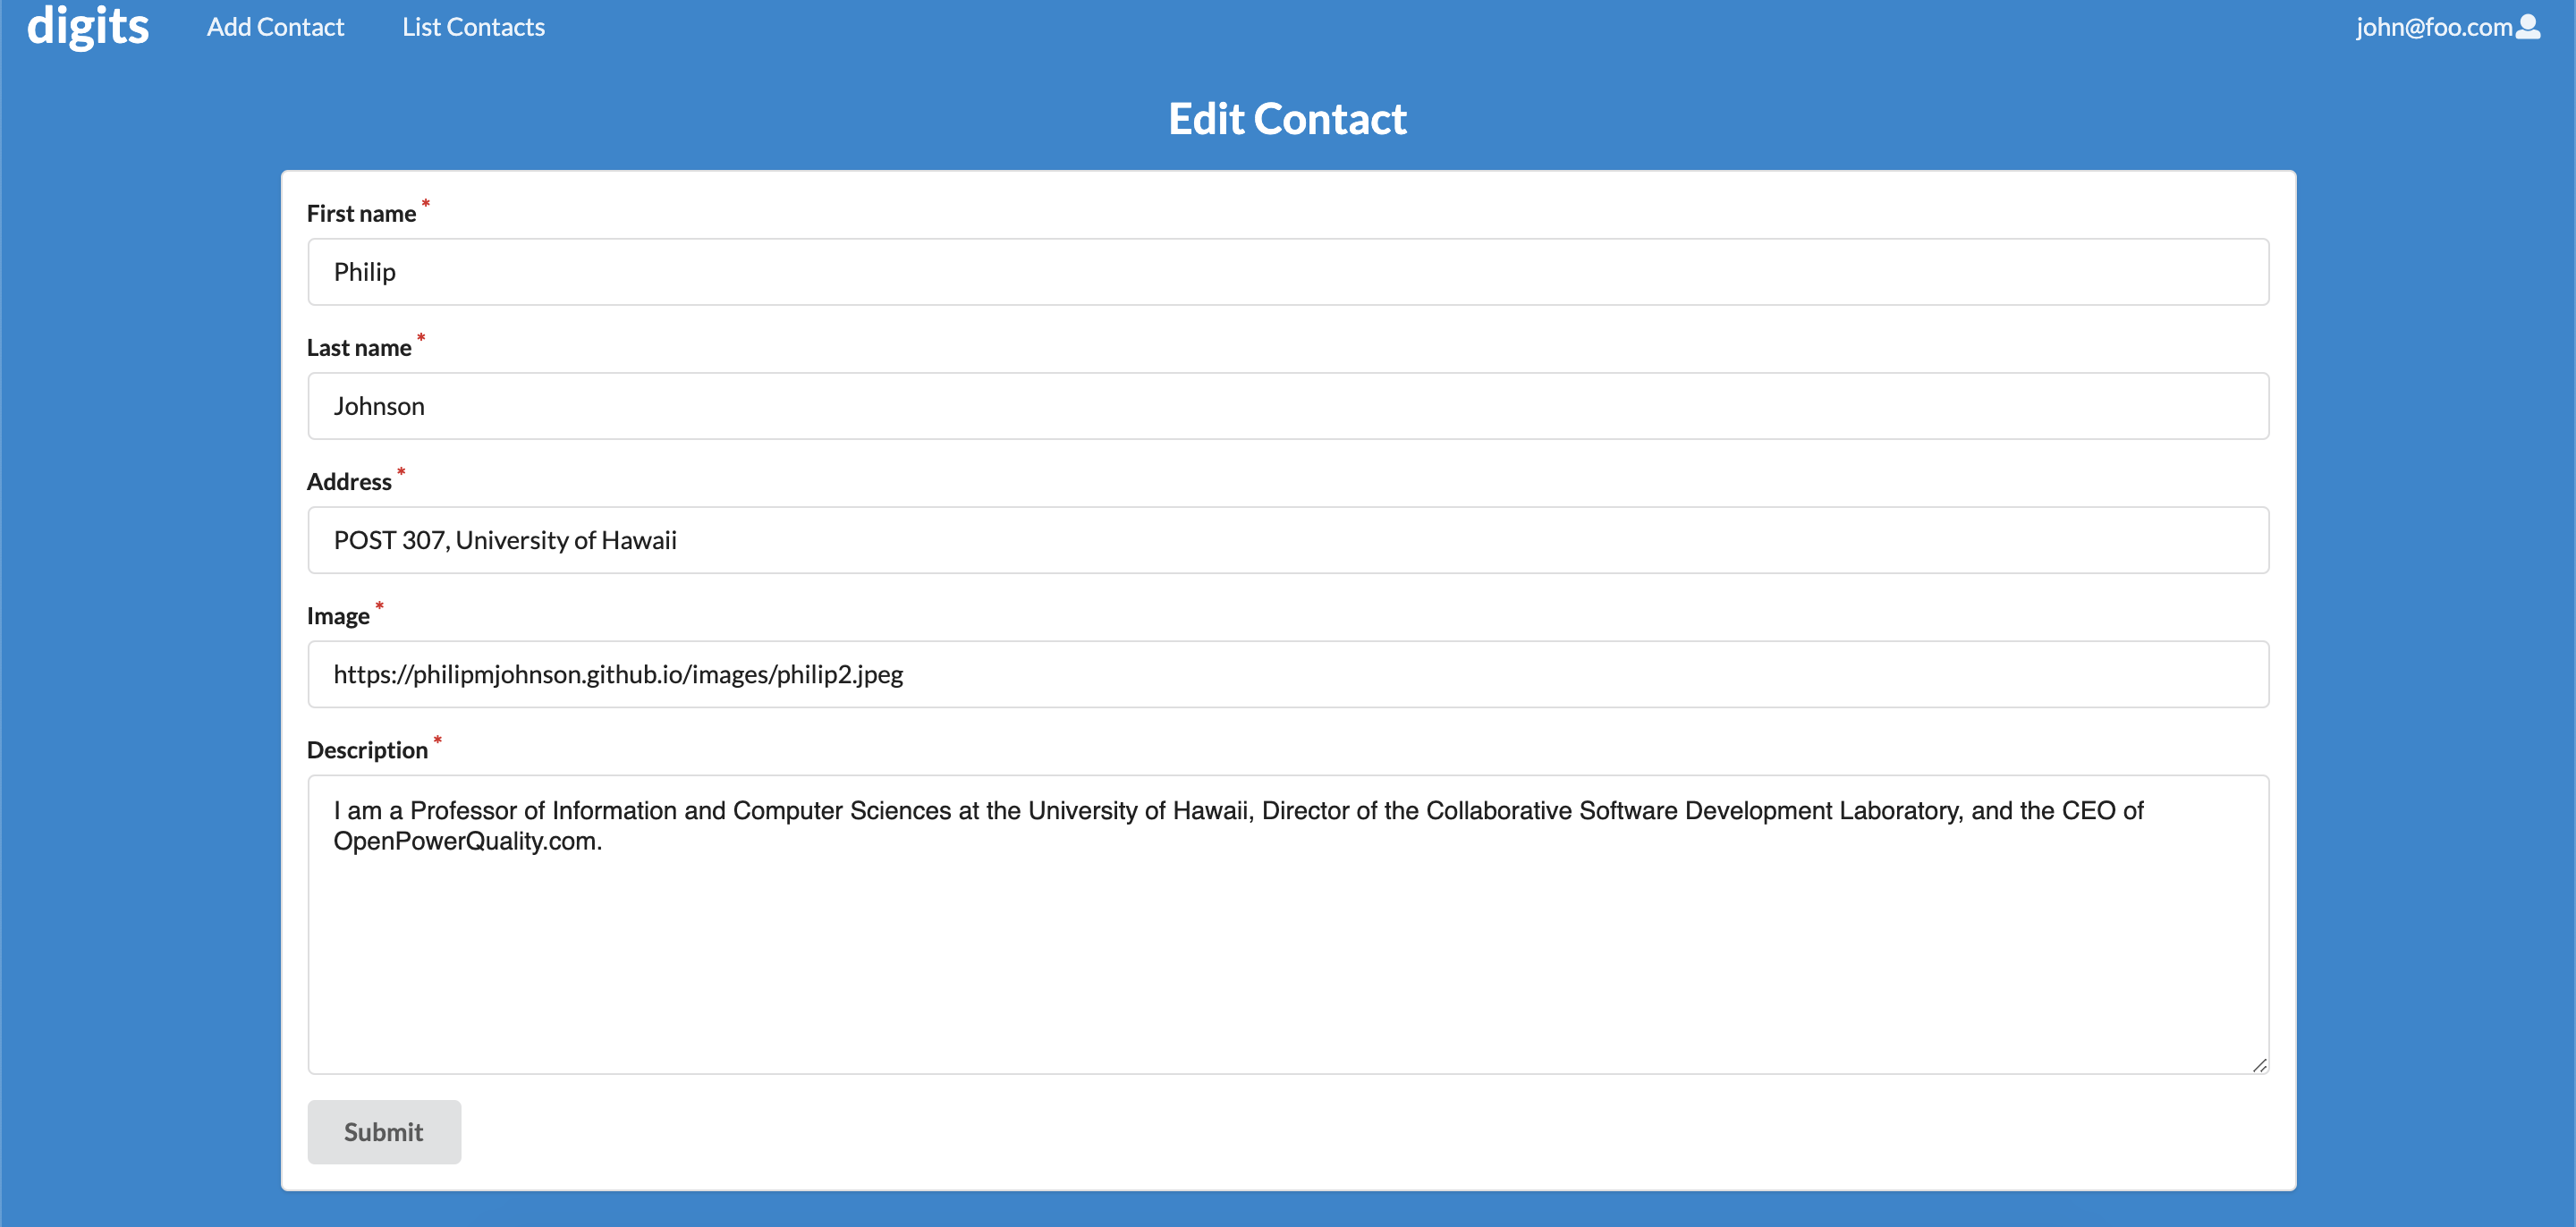 digits Add Contact List Contacts john@foo.com
Edit Contact
First name *
Philip
Last name *
Johnson
Address *
POST 307, University of Hawaii
Image *
https://philipmjohnson.github.io/images/philip2.jpeg
Description *
I am a Professor of Information and Computer Sciences at the University of Hawaii, Director of the Collaborative Software Development Laboratory, and the CEO of
OpenPowerQuality.com.
Submit